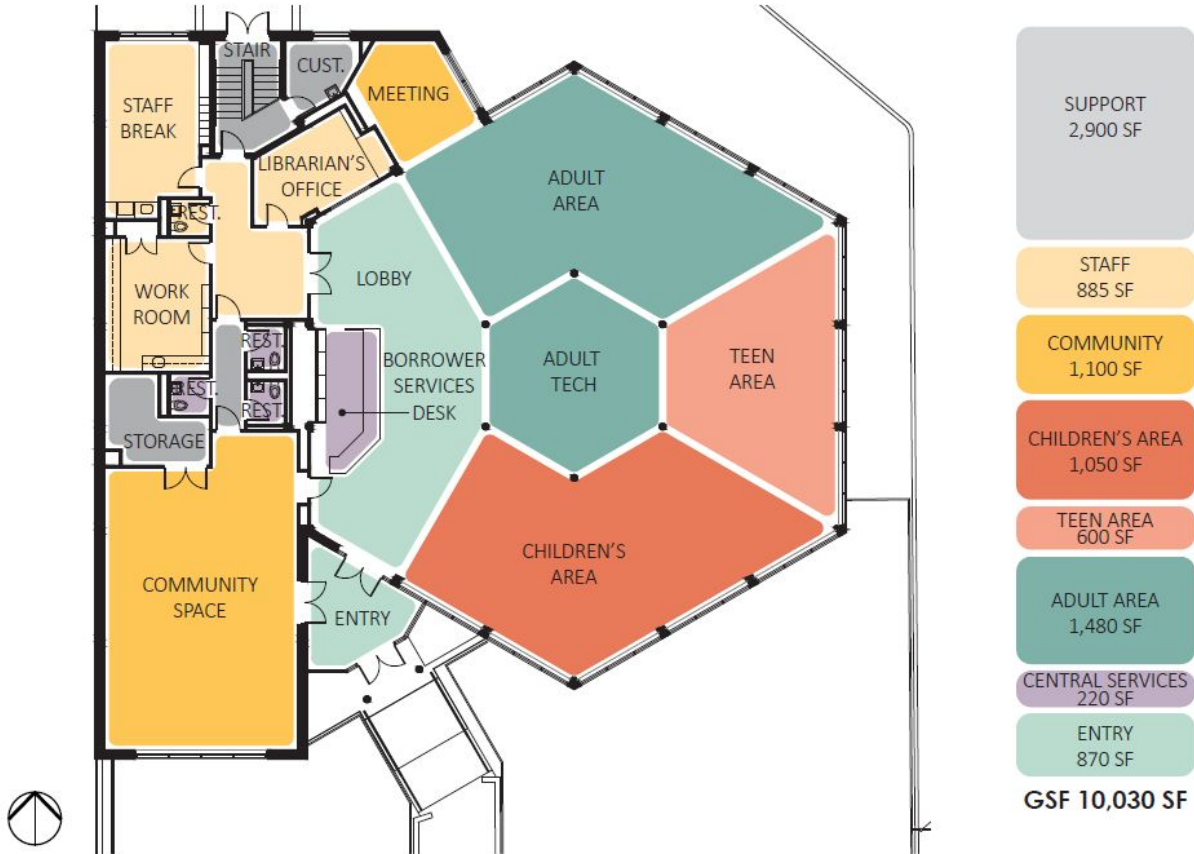 STAIR
CUST.
MEETING
STAFF
BREAK
LIBRARIAN'S
OFFICE
REST.
ADULT
AREA
LOBBY
WORK
ROOM
REST.
BORROWER
SERVICES
DESK
ADULT
TECH
TEEN
AREA
REST.
REST.
STORAGE
CHILDREN'S
AREA
COMMUNITY
SPACE
ENTRY
SUPPORT
2,900 SF
STAFF
885 SF
COMMUNITY
1,100 SF
CHILDREN'S AREA
1,050 SF
TEEN AREA
600 SF
ADULT AREA
1,480 SF
CENTRAL SERVICES
220 SF
ENTRY
870 SF
GSF 10,030 SF